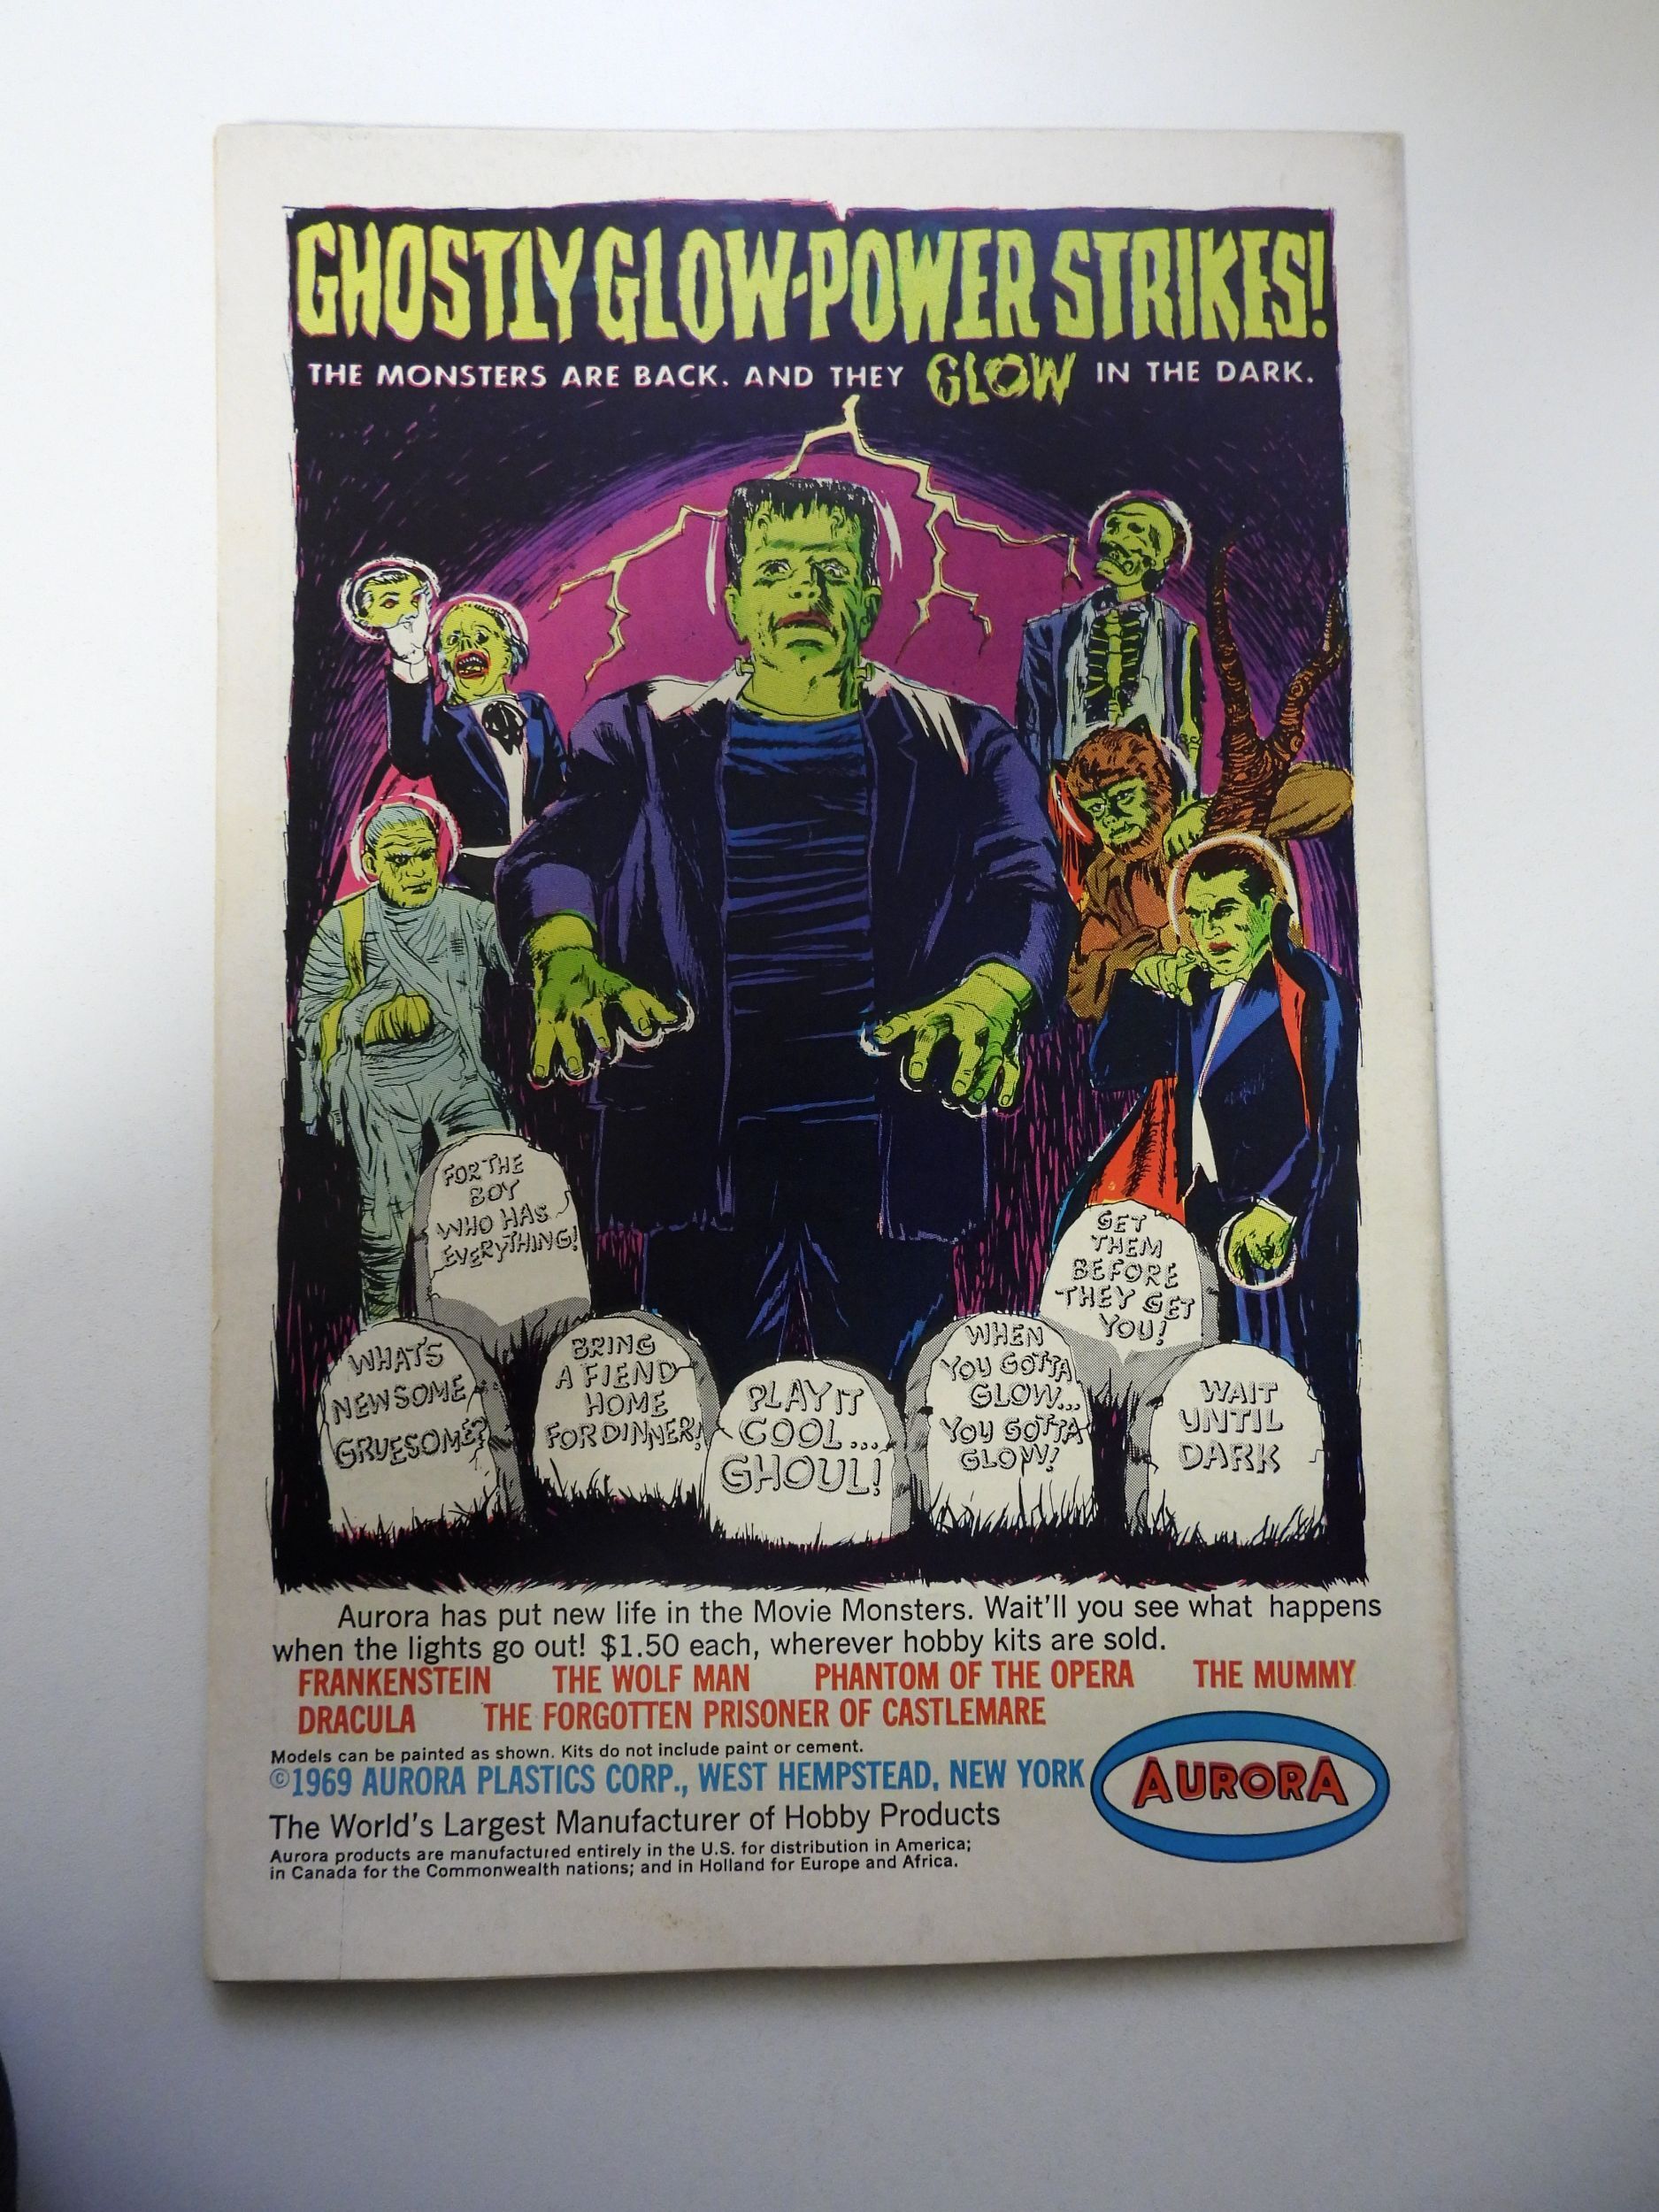 GHOSTLY GLOW-POWER STRIKES!
THE MONSTERS ARE BACK. AND THEY GLOW IN THE DARK.
FOR THE
BOY
WHO HAS
EVERYTHING!
GET
THEM
BEFORE
THEY GET
YOU!
WHAT'S
NEWSOME
GRUESOME?
BRING
A FIEND
HOME
FOR DINNER!
PLAY IT
COOL...
GHOUL!
WHEN
YOU GOTTA
GLOW...
YOU GOTTA
GLOW!
WAIT
UNTIL
DARK
Aurora has put new life in the Movie Monsters. Wait'll you see what happens
when the lights go out! $1.50 each, wherever hobby kits are sold.
FRANKENSTEIN THE WOLF MAN PHANTOM OF THE OPERA THE MUMMY
DRACULA THE FORGOTTEN PRISONER OF CASTLEMARE
Models can be painted as shown. Kits do not include paint or cement.
©1969 AURORA PLASTICS CORP., WEST HEMPSTEAD, NEW YORK
AURORA
The World's Largest Manufacturer of Hobby Products
Aurora products are manufactured entirely in the U.S. for distribution in America;
in Canada for the Commonwealth nations; and in Holland for Europe and Africa.